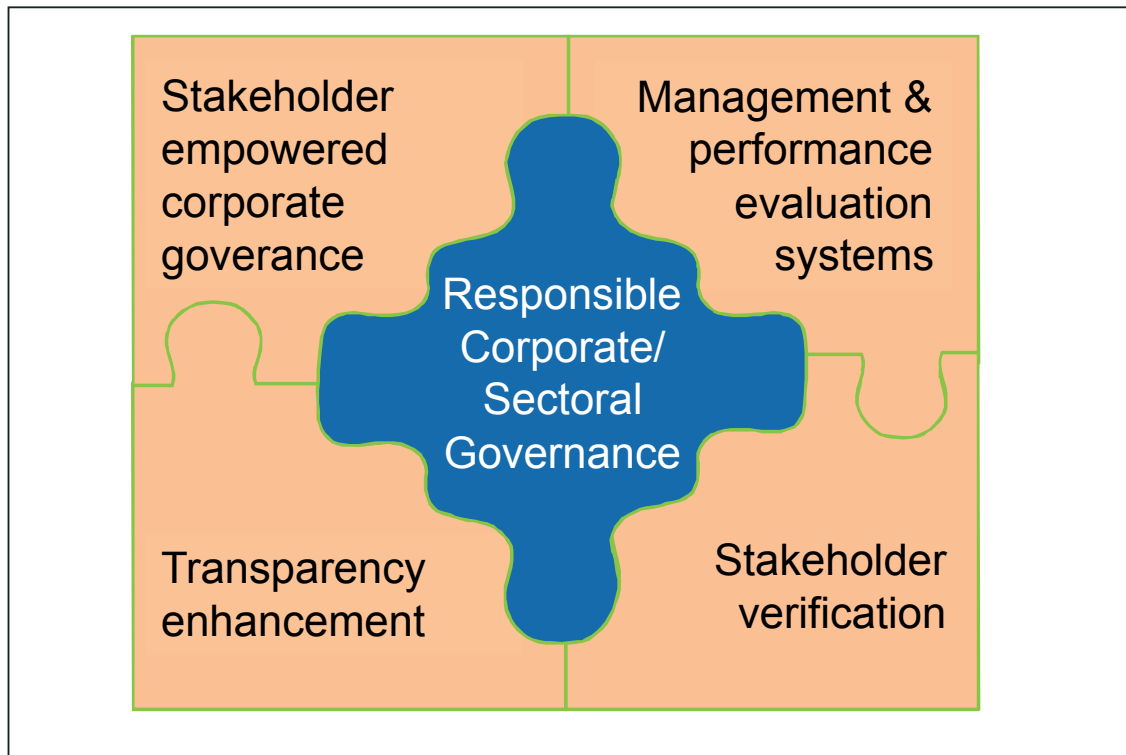 Stakeholder
empowered
corporate
goverance
Management &
performance
evaluation
systems
Responsible
Corporate/
Sectoral
Governance
Transparency
enhancement
Stakeholder
verification